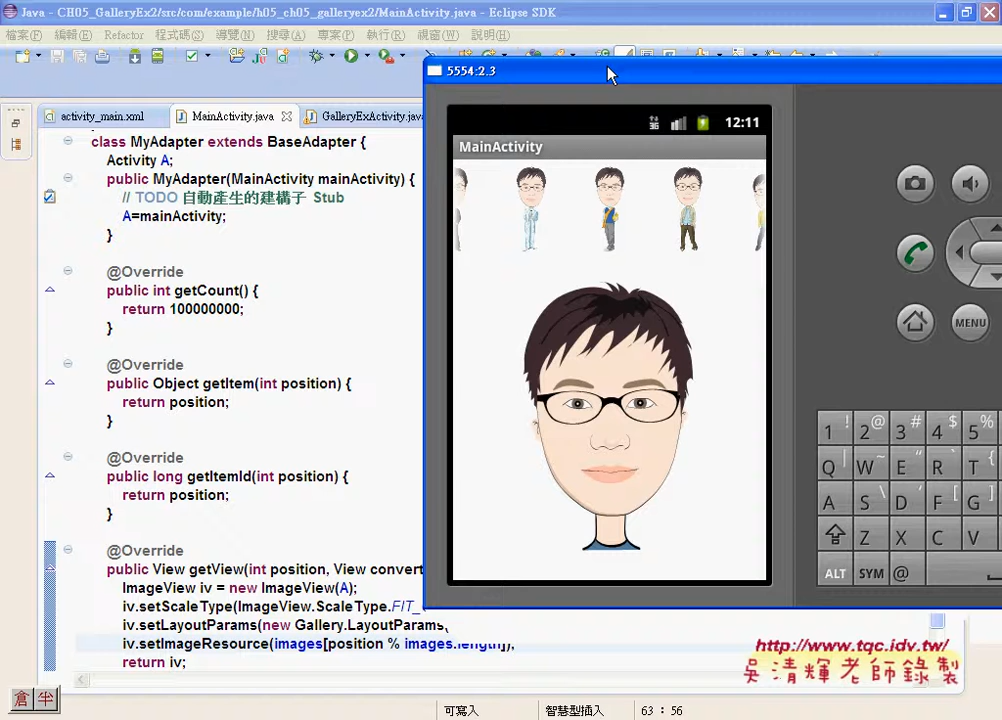 Java - CH05_GalleryEx2/src/com/example/h05_ch05_galleryex2/MainActivity.java - Eclipse SDK
檔案(F) 編輯(E) Refactor 程式碼(S) 導覽(N) 搜尋(A) 專案(P) 執行(R) 視窗(W) 說明(H)
5554:2.3
activity_main.xml
MainActivity.java
GalleryExActivity.java
12:11
MainActivity
class MyAdapter extends BaseAdapter {
Activity A;
public MyAdapter(MainActivity mainActivity) {
// TODO 自動產生的建構子 Stub
A=mainActivity;
}
@Override
public int getCount() {
return 100000000;
}
@Override
public Object getItem(int position) {
return position;
}
@Override
public long getItemId(int position) {
return position;
}
@Override
public View getView(int position, View convert
ImageView iv = new ImageView(A);
iv.setScaleType(ImageView.ScaleType.FIT_
iv.setLayoutParams(new Gallery.LayoutParams(
iv.setImageResource(images[position % images.length]);
return iv;
MENU
1 ! 2 @ 3 # 4 $ 5 %
Q | W ~ E " R ` T {
A S \ D ' F [ G ]
Z X C V
ALT SYM @
http://www.tqc.idv.tw/
吳清輝老師錄製
倉 半
可寫入 智慧型插入 63 : 56